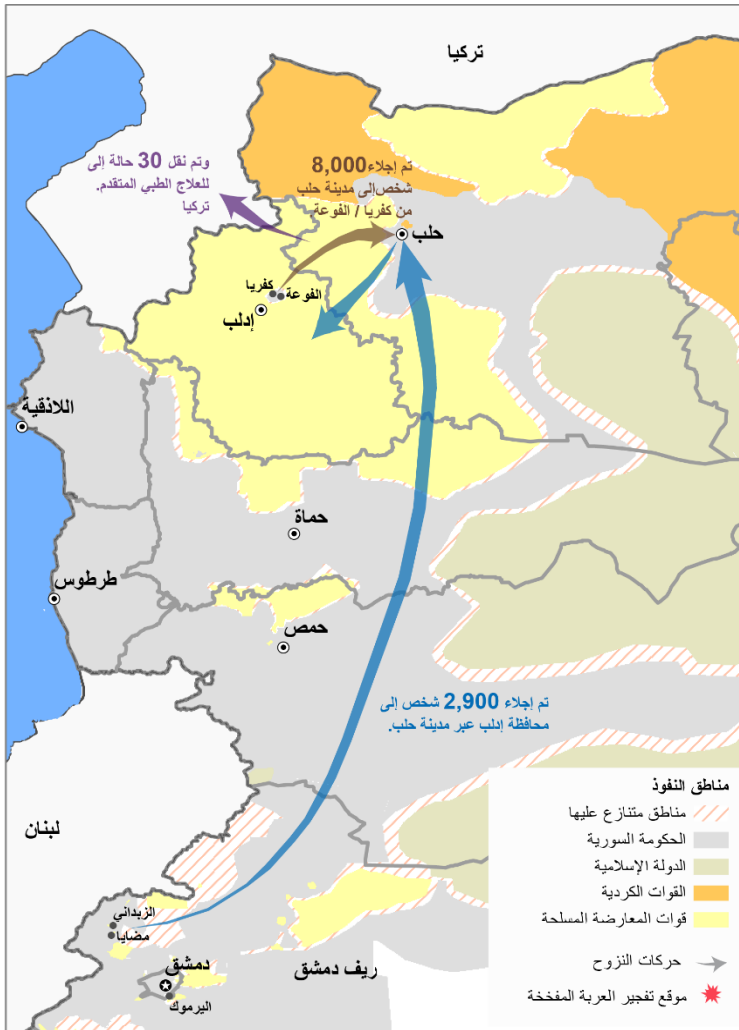 تركيا
وتم نقل 30 حالة إلى
للعلاج الطبي المتقدم.
تركيا
تم إجلاء 8,000
شخص إلى مدينة حلب
من كفريا / الفوعة.
حلب
كفريا
الفوعة
إدلب
اللاذقية
حماة
طرطوس
حمص
تم إجلاء 2,900 شخص إلى
محافظة إدلب عبر مدينة حلب.
لبنان
الزبداني
مضايا
دمشق
ريف دمشق
اليرموك
مناطق النفوذ
مناطق متنازع عليها
الحكومة السورية
الدولة الإسلامية
القوات الكردية
قوات المعارضة المسلحة
حركات النزوح
موقع تفجير العربة المفخخة